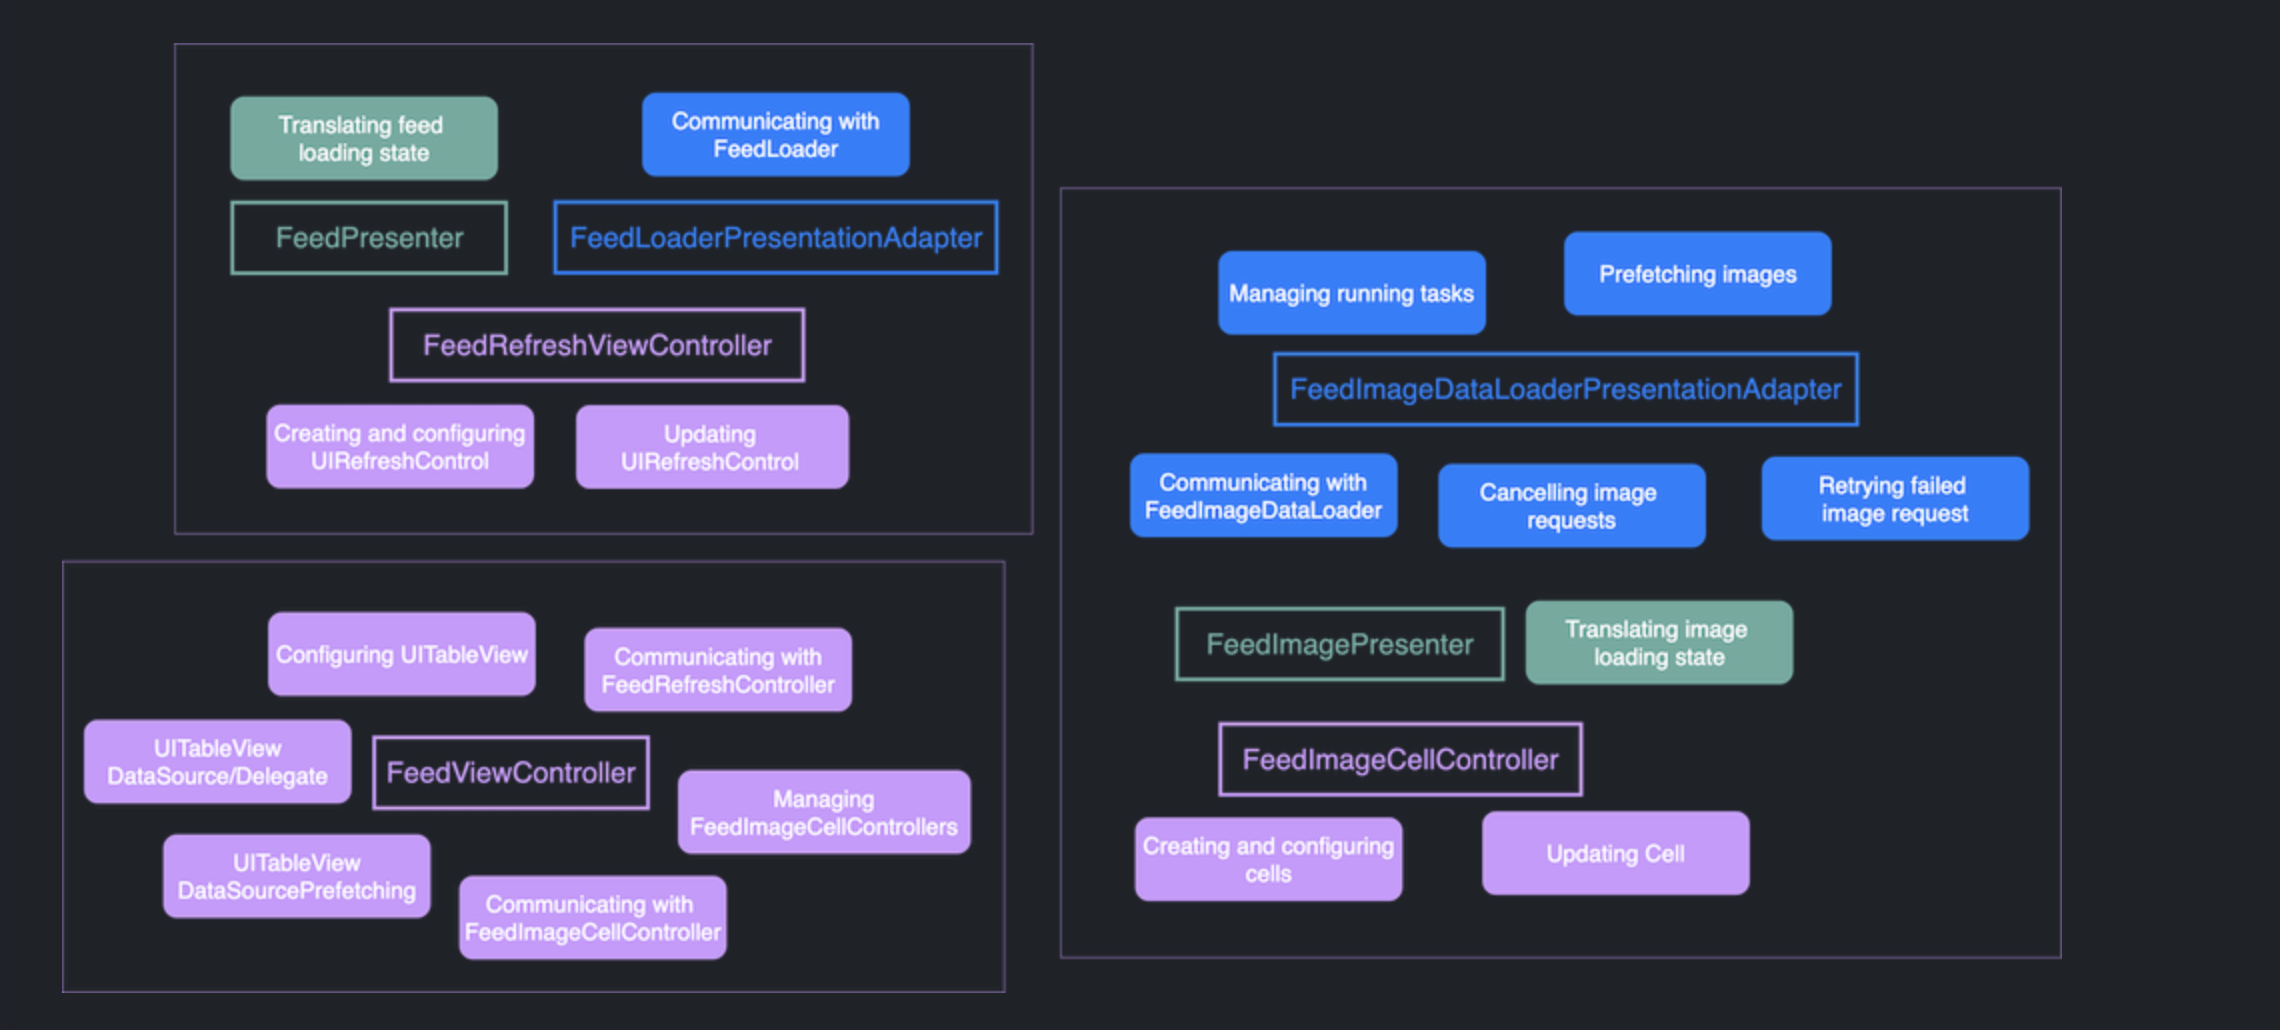 Translating feed
loading state
Communicating with
FeedLoader
FeedPresenter
FeedLoaderPresentationAdapter
FeedRefreshViewController
Creating and configuring
UIRefreshControl
Updating
UIRefreshControl
Configuring UITableView
Communicating with
FeedRefreshController
UITableView
DataSource/Delegate
FeedViewController
Managing
FeedImageCellControllers
UITableView
DataSourcePrefetching
Communicating with
FeedImageCellController
Managing running tasks
Prefetching images
FeedImageDataLoaderPresentationAdapter
Communicating with
FeedImageDataLoader
Cancelling image
requests
Retrying failed
image request
FeedImagePresenter
Translating image
loading state
FeedImageCellController
Creating and configuring
cells
Updating Cell